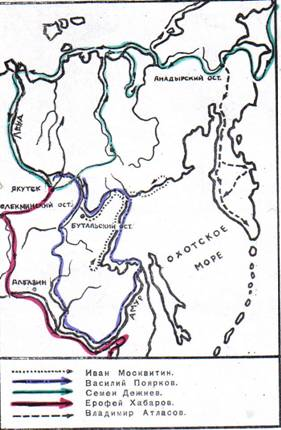 АНАДЫРСКИЙ ОСТ.
ЛЕНА
ЯКУТСК
ОЛЕКМИНСКИЙ ОСТ.
БУТАЛЬСКИЙ ОСТ.
ОХОТСКОЕ
МОРЕ
АЛБАЗИН
АМУР
Иван Москвитин.
Василий Поярков.
Семен Дежнев.
Ерофей Хабаров.
Владимир Атласов.